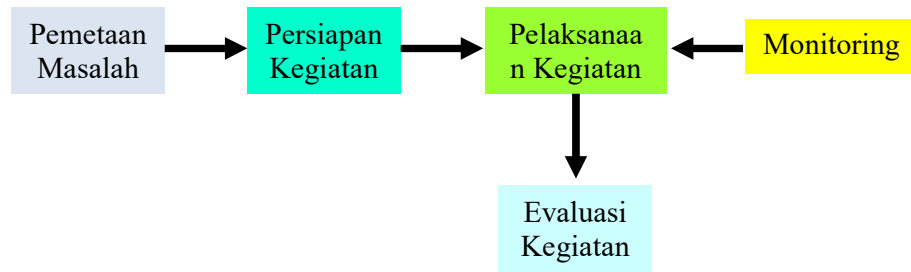 Pemetaan
Masalah
Persiapan
Kegiatan
Pelaksanaa
n Kegiatan
Monitoring
Evaluasi
Kegiatan